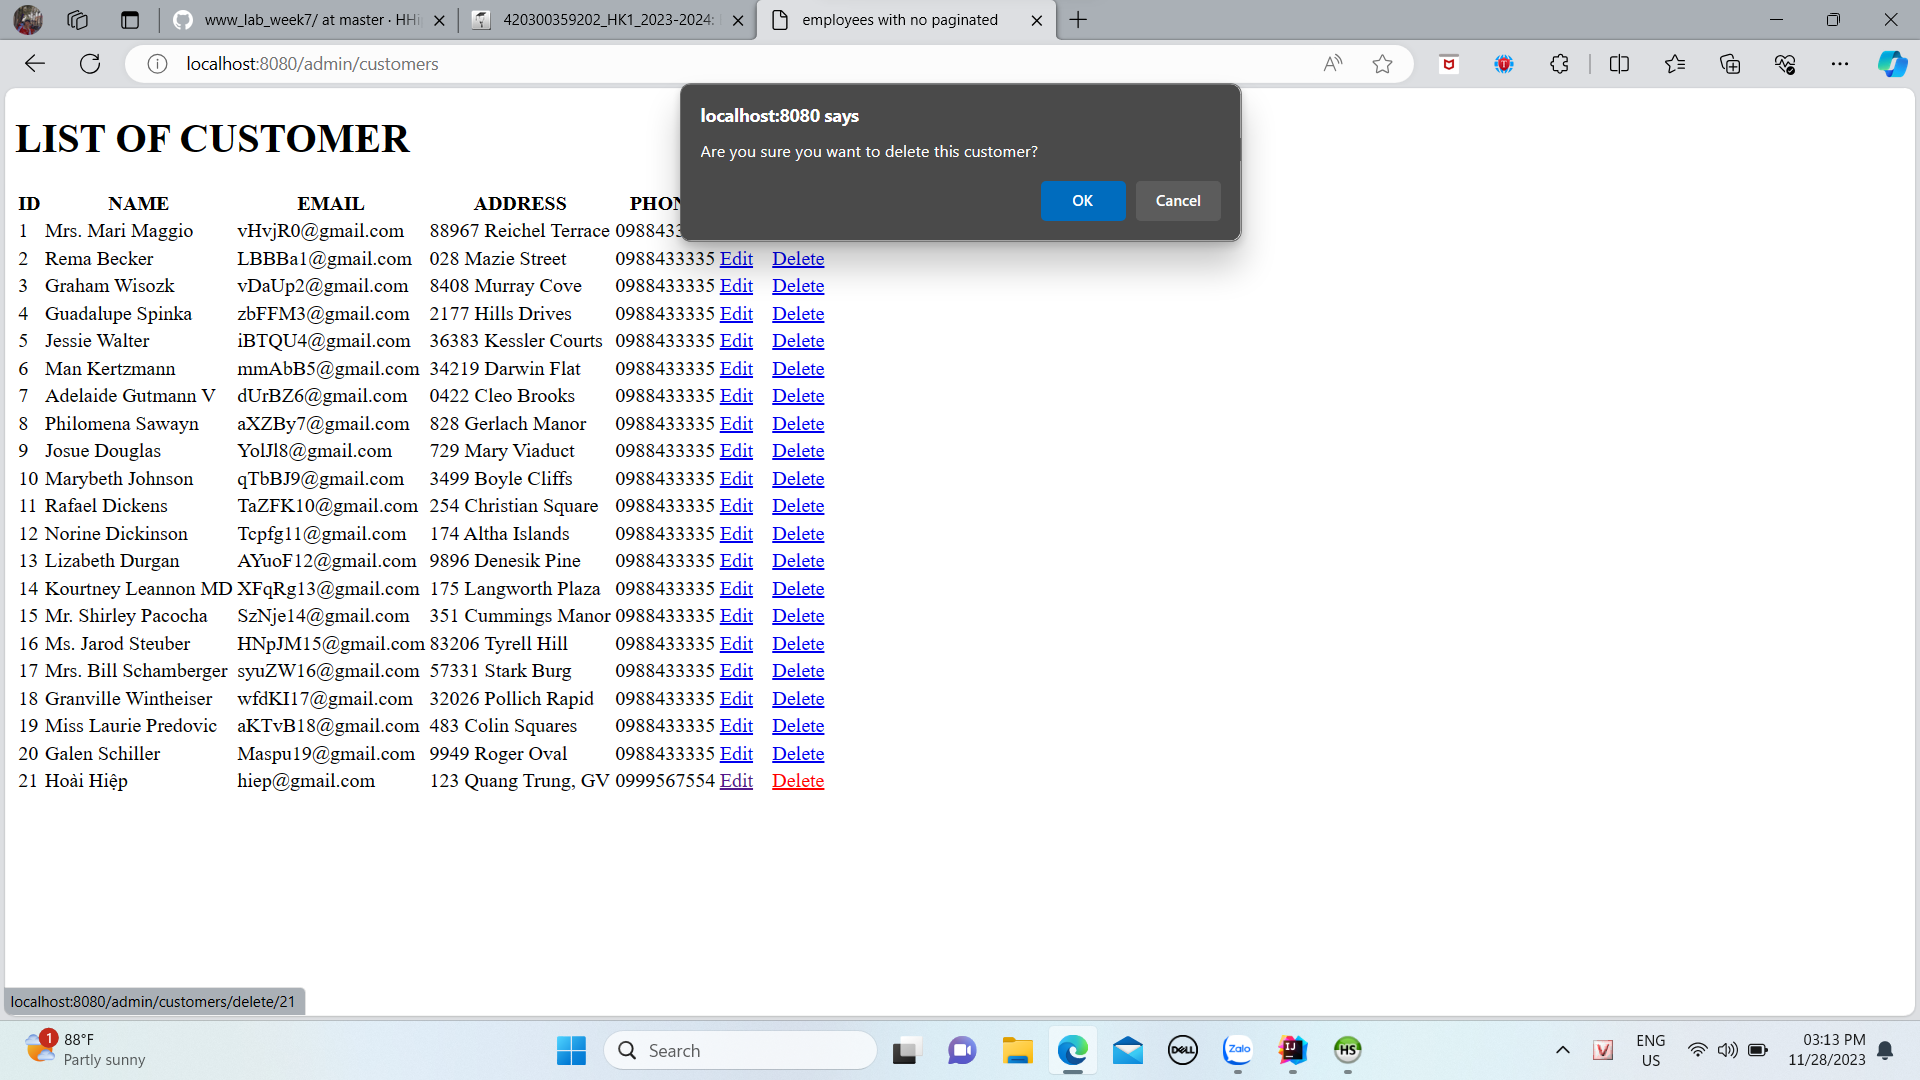 www_lab_week7/ at master · HHi
420300359202_HK1_2023-2024:
employees with no paginated
localhost:8080/admin/customers
localhost:8080 says
Are you sure you want to delete this customer?
OK Cancel
LIST OF CUSTOMER
ID NAME EMAIL ADDRESS PHON
1 Mrs. Mari Maggio vHvjR0@gmail.com 88967 Reichel Terrace 098843
2 Rema Becker LBBBa1@gmail.com 028 Mazie Street 0988433335 Edit Delete
3 Graham Wisozk vDaUp2@gmail.com 8408 Murray Cove 0988433335 Edit Delete
4 Guadalupe Spinka zbFFM3@gmail.com 2177 Hills Drives 0988433335 Edit Delete
5 Jessie Walter iBTQU4@gmail.com 36383 Kessler Courts 0988433335 Edit Delete
6 Man Kertzmann mmAbB5@gmail.com 34219 Darwin Flat 0988433335 Edit Delete
7 Adelaide Gutmann V dUrBZ6@gmail.com 0422 Cleo Brooks 0988433335 Edit Delete
8 Philomena Sawayn aXZBy7@gmail.com 828 Gerlach Manor 0988433335 Edit Delete
9 Josue Douglas YolJl8@gmail.com 729 Mary Viaduct 0988433335 Edit Delete
10 Marybeth Johnson qTbBJ9@gmail.com 3499 Boyle Cliffs 0988433335 Edit Delete
11 Rafael Dickens TaZFK10@gmail.com 254 Christian Square 0988433335 Edit Delete
12 Norine Dickinson Tcpfg11@gmail.com 174 Altha Islands 0988433335 Edit Delete
13 Lizabeth Durgan AYuoF12@gmail.com 9896 Denesik Pine 0988433335 Edit Delete
14 Kourtney Leannon MD XFqRg13@gmail.com 175 Langworth Plaza 0988433335 Edit Delete
15 Mr. Shirley Pacocha SzNje14@gmail.com 351 Cummings Manor 0988433335 Edit Delete
16 Ms. Jarod Steuber HNpJM15@gmail.com 83206 Tyrell Hill 0988433335 Edit Delete
17 Mrs. Bill Schamberger syuZW16@gmail.com 57331 Stark Burg 0988433335 Edit Delete
18 Granville Wintheiser wfdKI17@gmail.com 32026 Pollich Rapid 0988433335 Edit Delete
19 Miss Laurie Predovic aKTvB18@gmail.com 483 Colin Squares 0988433335 Edit Delete
20 Galen Schiller Maspu19@gmail.com 9949 Roger Oval 0988433335 Edit Delete
21 Hoài Hiệp hiep@gmail.com 123 Quang Trung, GV 0999567554 Edit Delete
localhost:8080/admin/customers/delete/21
1 88°F
Partly sunny
Search
DELL
Zalo
IJ
HS
V
ENG
US
03:13 PM
11/28/2023